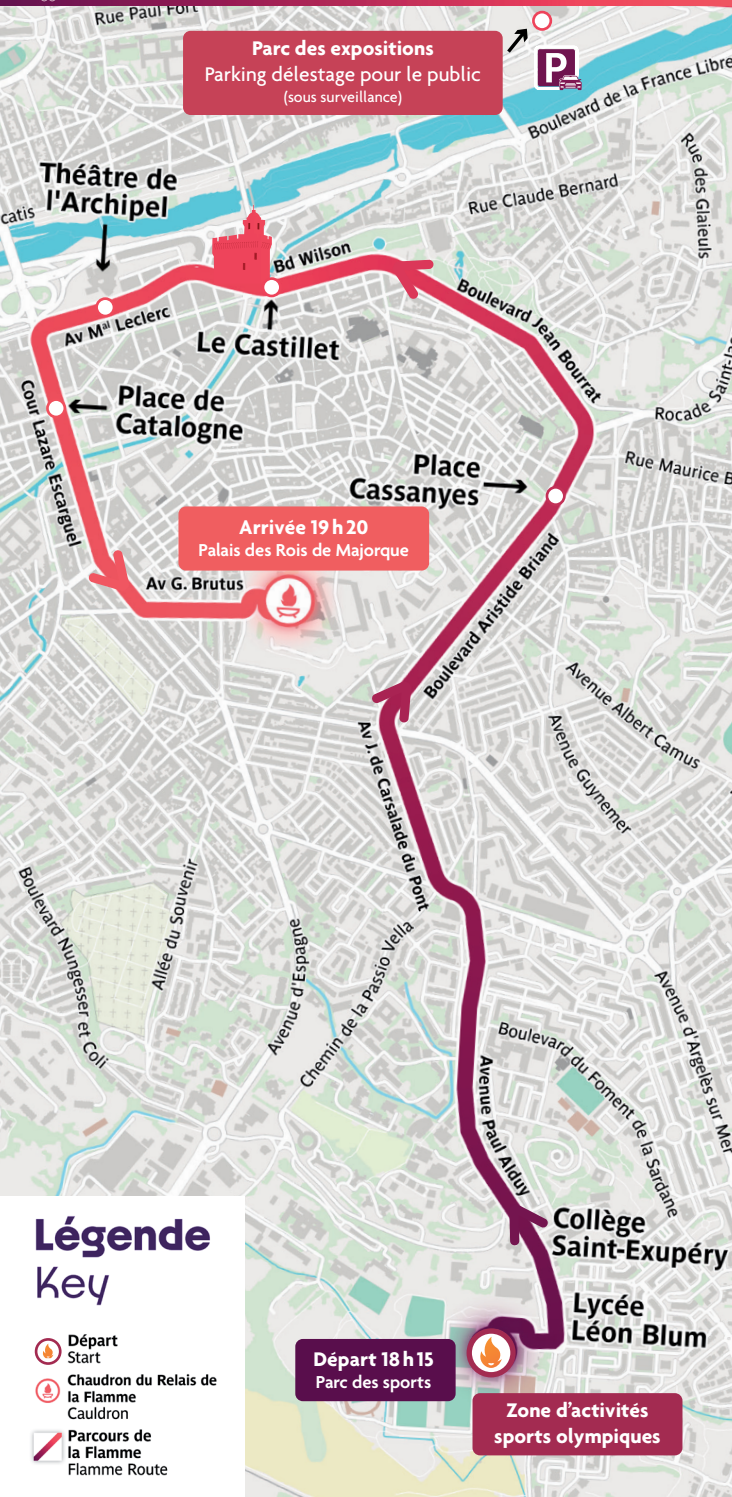 Rue Paul Fort
Parc des expositions
Parking délestage pour le public
(sous surveillance)
P
Boulevard de la France Libre
Rue des Glaïeuls
Rue Claude Bernard
Théâtre de
l'Archipel
catis
Bd Wilson
Av Mal Leclerc
Le Castillet
Boulevard Jean Bourrat
Rocade Saint-Ja
Cour Lazare Escarguel
Place de
Catalogne
Place
Cassanyes
Rue Maurice B
Arrivée 19 h 20
Palais des Rois de Majorque
Av G. Brutus
Boulevard Aristide Briand
Avenue Albert Camus
Avenue Guynemer
Av J. de Carsalade du Pont
Boulevard Nungesser et Coli
Allée du Souvenir
Avenue d'Espagne
Chemin de la Passio Vella
Avenue d'Argelès sur Mer
Boulevard du Foment de la Sardane
Avenue Paul Alduy
Collège
Saint-Exupéry
Lycée
Léon Blum
Départ 18 h 15
Parc des sports
Zone d'activités
sports olympiques
Légende
Key
Départ
Start
Chaudron du Relais de
la Flamme
Cauldron
Parcours de
la Flamme
Flamme Route